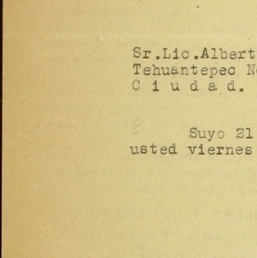 Sr.Lic.Albert
Tehuantepec N
C i u d a d.
Suyo 21
usted viernes